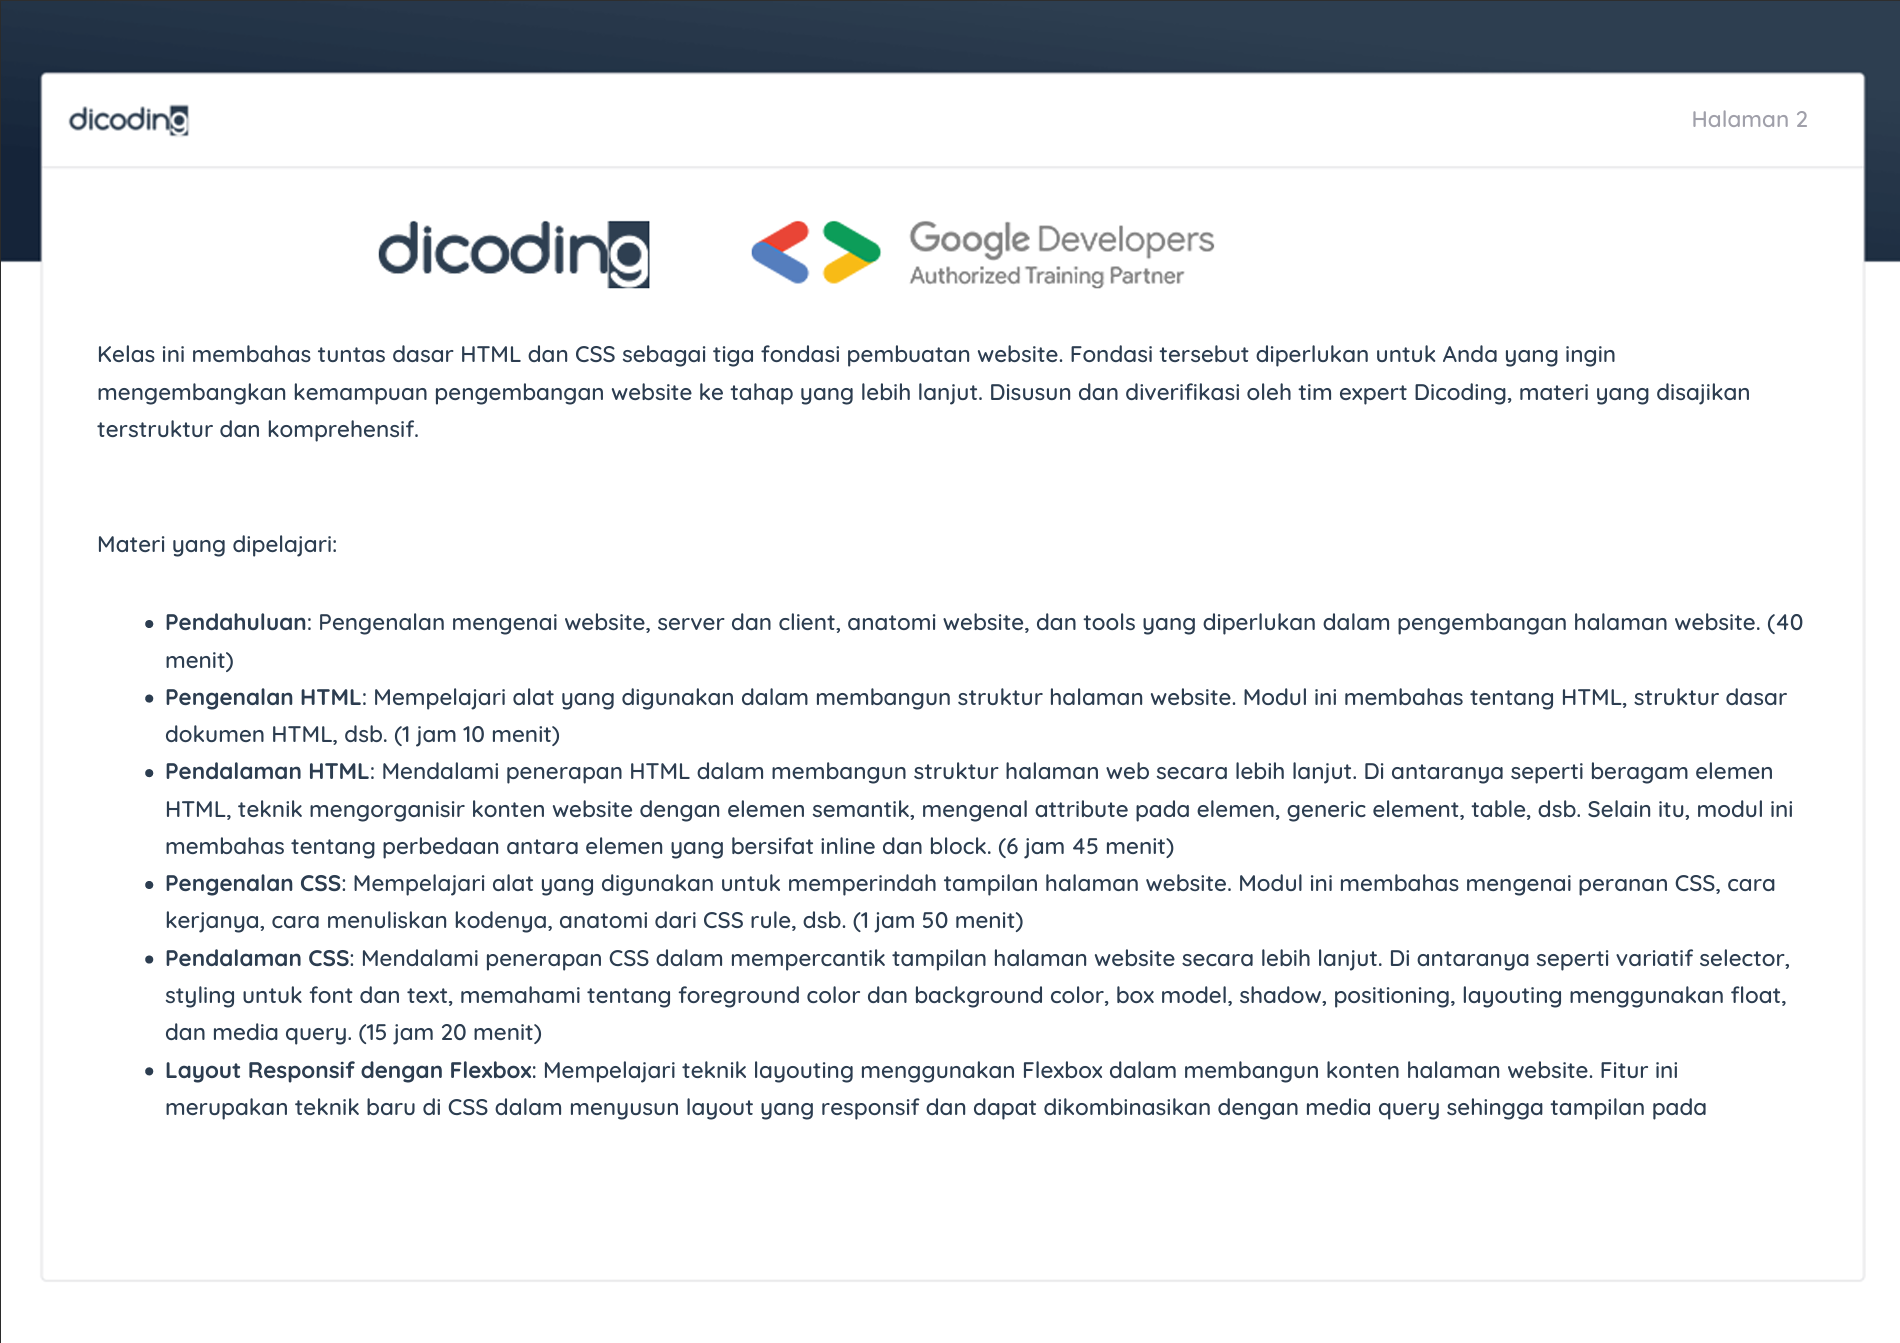 dicoding
Halaman 2
dicoding
Google Developers
Authorized Training Partner
Kelas ini membahas tuntas dasar HTML dan CSS sebagai tiga fondasi pembuatan website. Fondasi tersebut diperlukan untuk Anda yang ingin
mengembangkan kemampuan pengembangan website ke tahap yang lebih lanjut. Disusun dan diverifikasi oleh tim expert Dicoding, materi yang disajikan
terstruktur dan komprehensif.
Materi yang dipelajari:
• Pendahuluan: Pengenalan mengenai website, server dan client, anatomi website, dan tools yang diperlukan dalam pengembangan halaman website. (40
menit)
• Pengenalan HTML: Mempelajari alat yang digunakan dalam membangun struktur halaman website. Modul ini membahas tentang HTML, struktur dasar
dokumen HTML, dsb. (1 jam 10 menit)
• Pendalaman HTML: Mendalami penerapan HTML dalam membangun struktur halaman web secara lebih lanjut. Di antaranya seperti beragam elemen
HTML, teknik mengorganisir konten website dengan elemen semantik, mengenal attribute pada elemen, generic element, table, dsb. Selain itu, modul ini
membahas tentang perbedaan antara elemen yang bersifat inline dan block. (6 jam 45 menit)
• Pengenalan CSS: Mempelajari alat yang digunakan untuk memperindah tampilan halaman website. Modul ini membahas mengenai peranan CSS, cara
kerjanya, cara menuliskan kodenya, anatomi dari CSS rule, dsb. (1 jam 50 menit)
• Pendalaman CSS: Mendalami penerapan CSS dalam mempercantik tampilan halaman website secara lebih lanjut. Di antaranya seperti variatif selector,
styling untuk font dan text, memahami tentang foreground color dan background color, box model, shadow, positioning, layouting menggunakan float,
dan media query. (15 jam 20 menit)
• Layout Responsif dengan Flexbox: Mempelajari teknik layouting menggunakan Flexbox dalam membangun konten halaman website. Fitur ini
merupakan teknik baru di CSS dalam menyusun layout yang responsif dan dapat dikombinasikan dengan media query sehingga tampilan pada